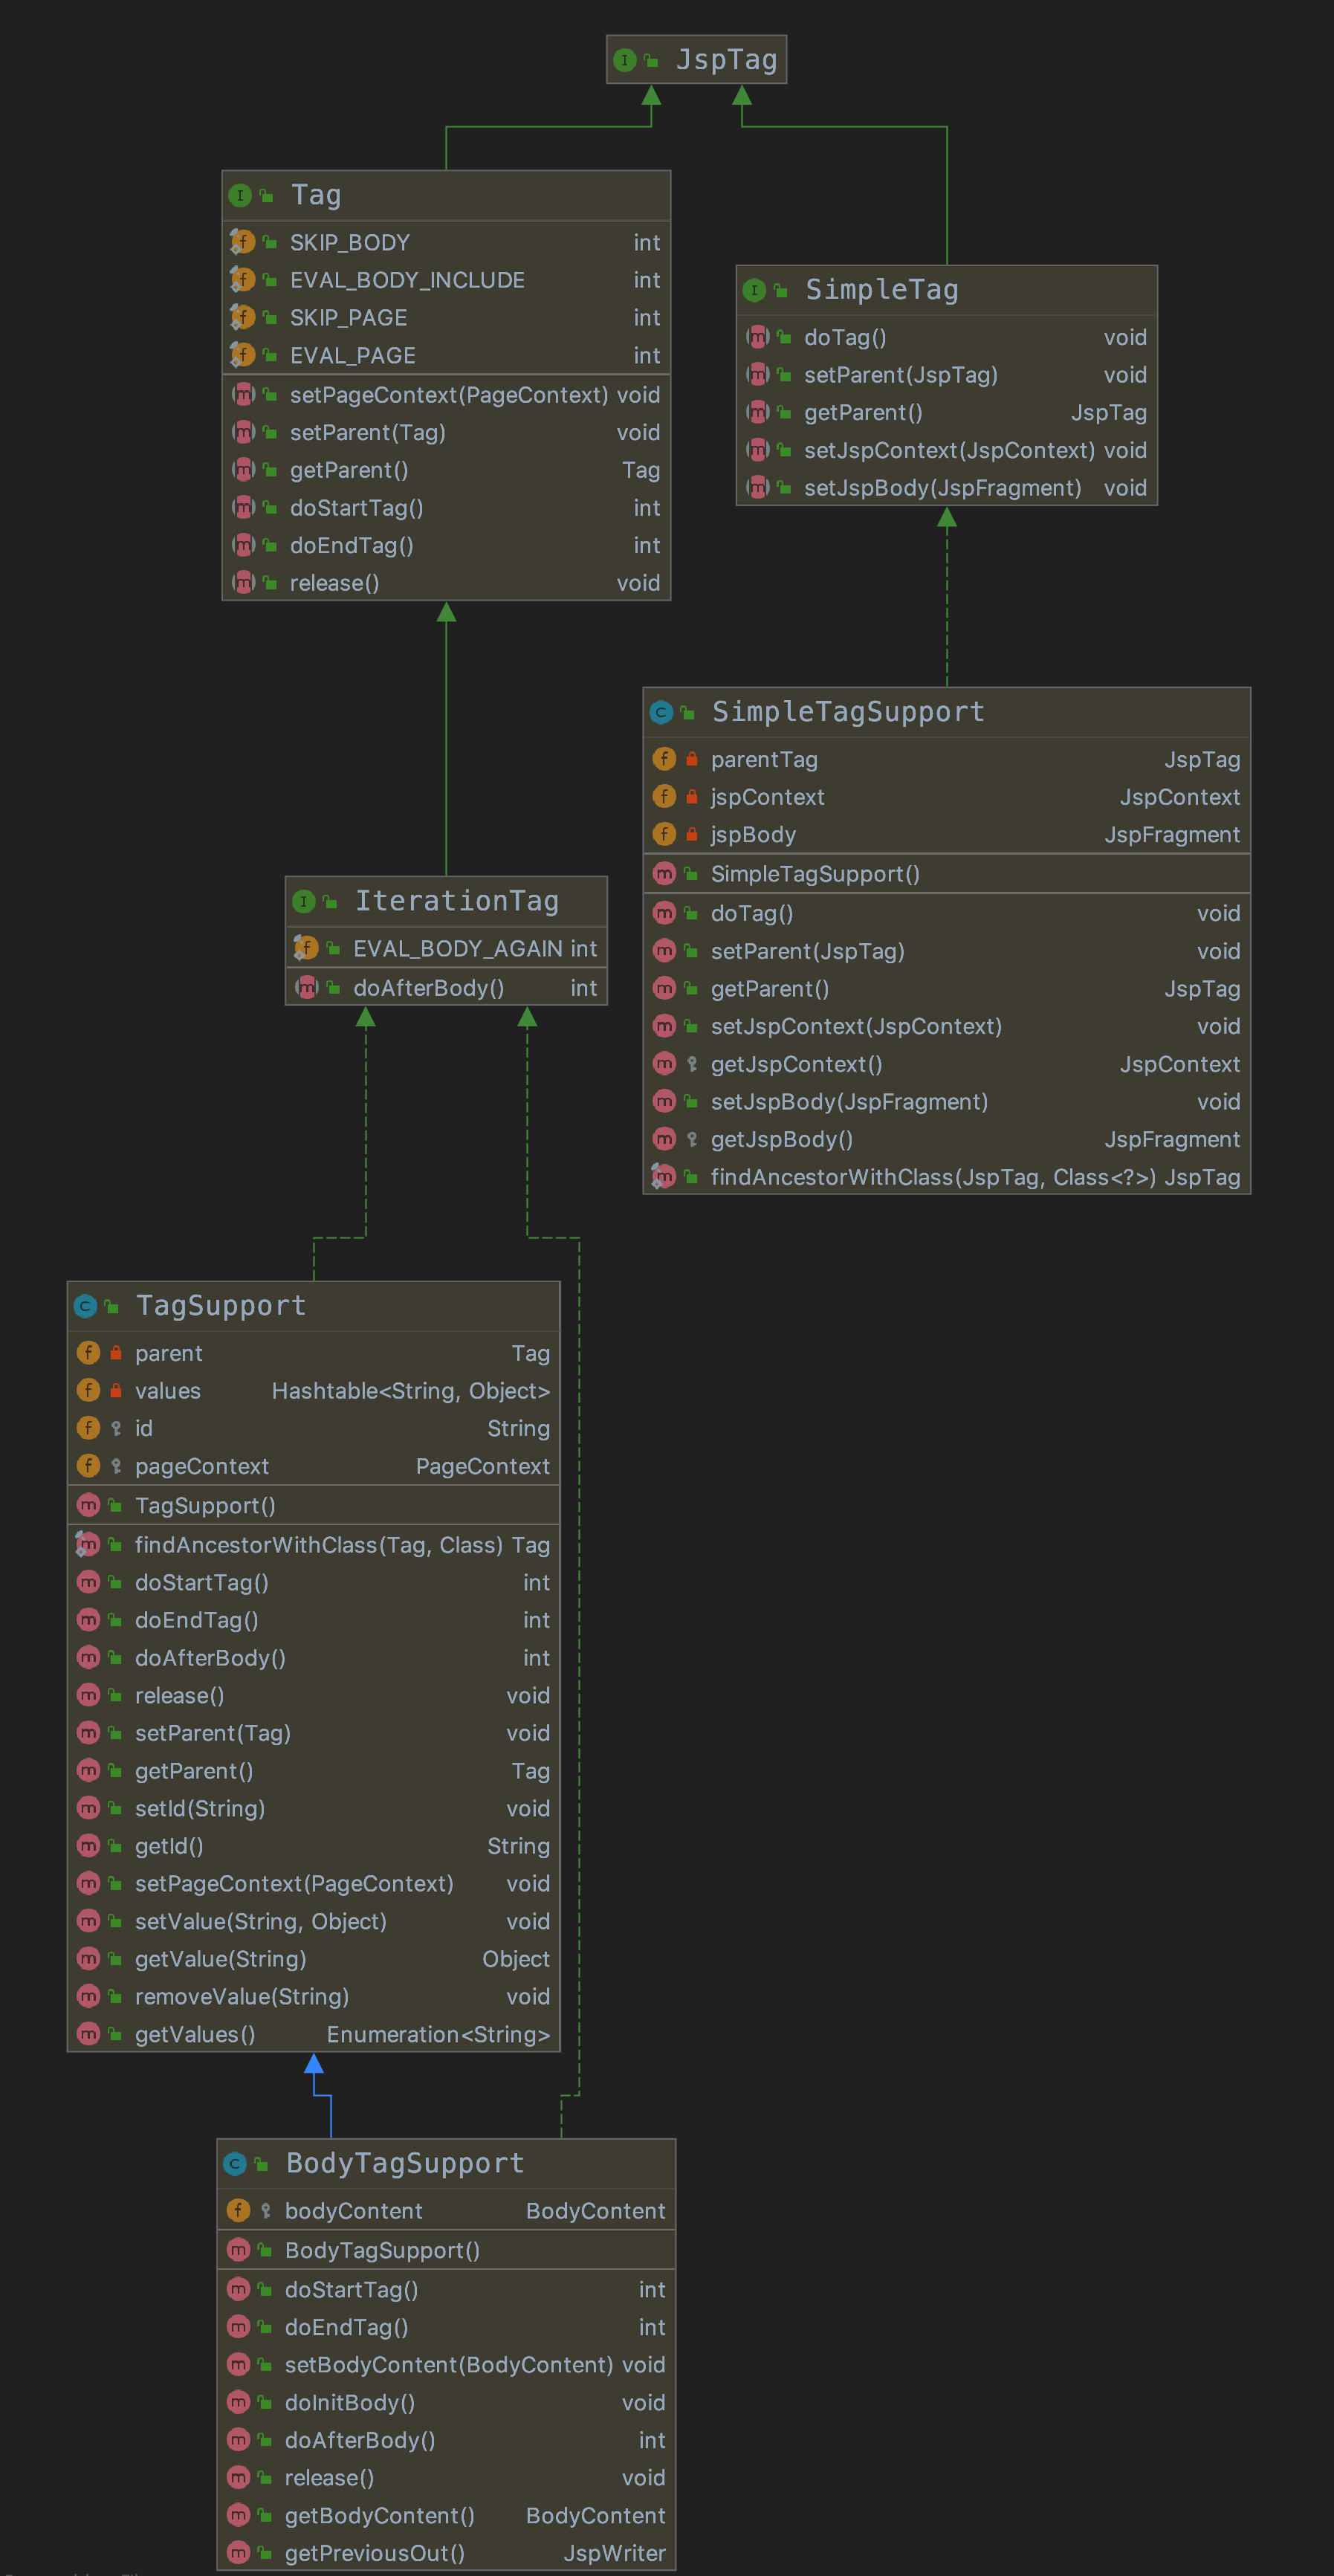 JspTag
Tag
SKIP_BODY int
EVAL_BODY_INCLUDE int
SKIP_PAGE int
EVAL_PAGE int
setPageContext(PageContext) void
setParent(Tag) void
getParent() Tag
doStartTag() int
doEndTag() int
release() void
SimpleTag
doTag() void
setParent(JspTag) void
getParent() JspTag
setJspContext(JspContext) void
setJspBody(JspFragment) void
SimpleTagSupport
parentTag JspTag
jspContext JspContext
jspBody JspFragment
SimpleTagSupport()
doTag() void
setParent(JspTag) void
getParent() JspTag
setJspContext(JspContext) void
getJspContext() JspContext
setJspBody(JspFragment) void
getJspBody() JspFragment
findAncestorWithClass(JspTag, Class<?>) JspTag
IterationTag
EVAL_BODY_AGAIN int
doAfterBody() int
TagSupport
parent Tag
values Hashtable<String, Object>
id String
pageContext PageContext
TagSupport()
findAncestorWithClass(Tag, Class) Tag
doStartTag() int
doEndTag() int
doAfterBody() int
release() void
setParent(Tag) void
getParent() Tag
setId(String) void
getId() String
setPageContext(PageContext) void
setValue(String, Object) void
getValue(String) Object
removeValue(String) void
getValues() Enumeration<String>
BodyTagSupport
bodyContent BodyContent
BodyTagSupport()
doStartTag() int
doEndTag() int
setBodyContent(BodyContent) void
doInitBody() void
doAfterBody() int
release() void
getBodyContent() BodyContent
getPreviousOut() JspWriter